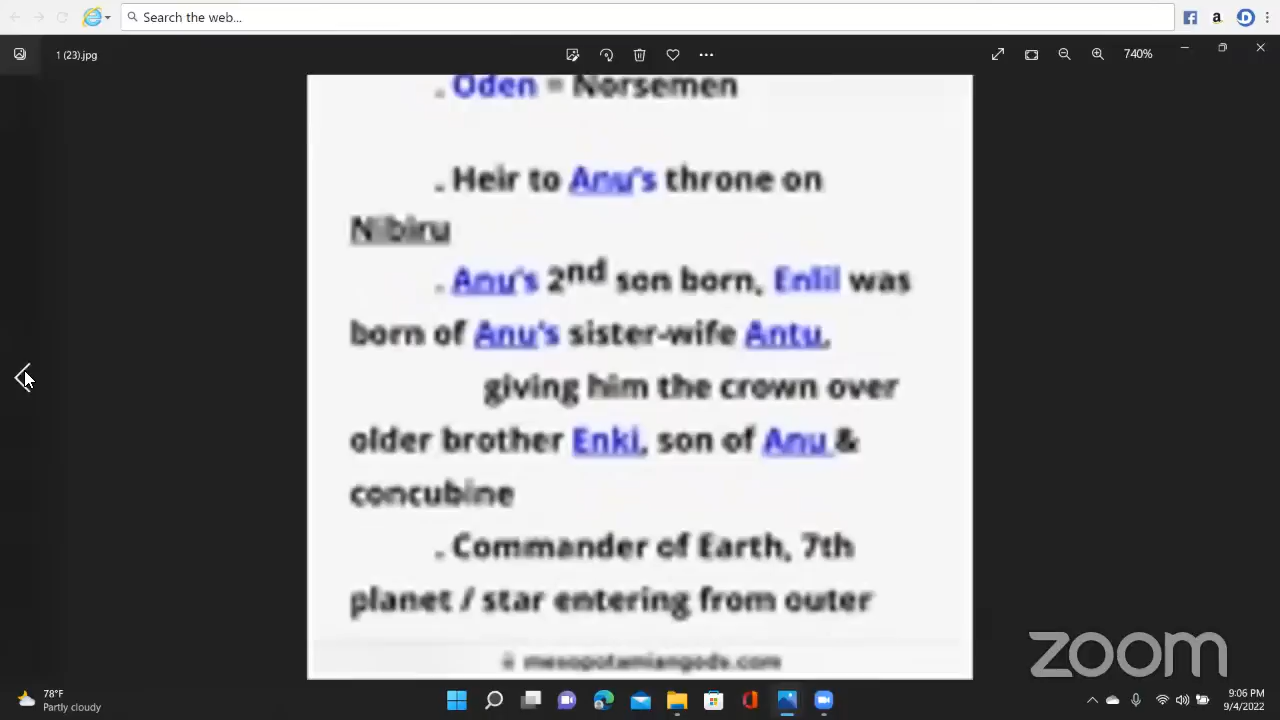 Search the web...
1 (23).jpg
740%
. Oden = Norsemen
. Heir to Anu's throne on
Nibiru
. Anu's 2nd son born, Enlil was
born of Anu's sister-wife Antu,
giving him the crown over
older brother Enki, son of Anu &
concubine
. Commander of Earth, 7th
planet / star entering from outer
mesopotamiangods.com
zoom
78°F
Partly cloudy
9:06 PM
9/4/2022